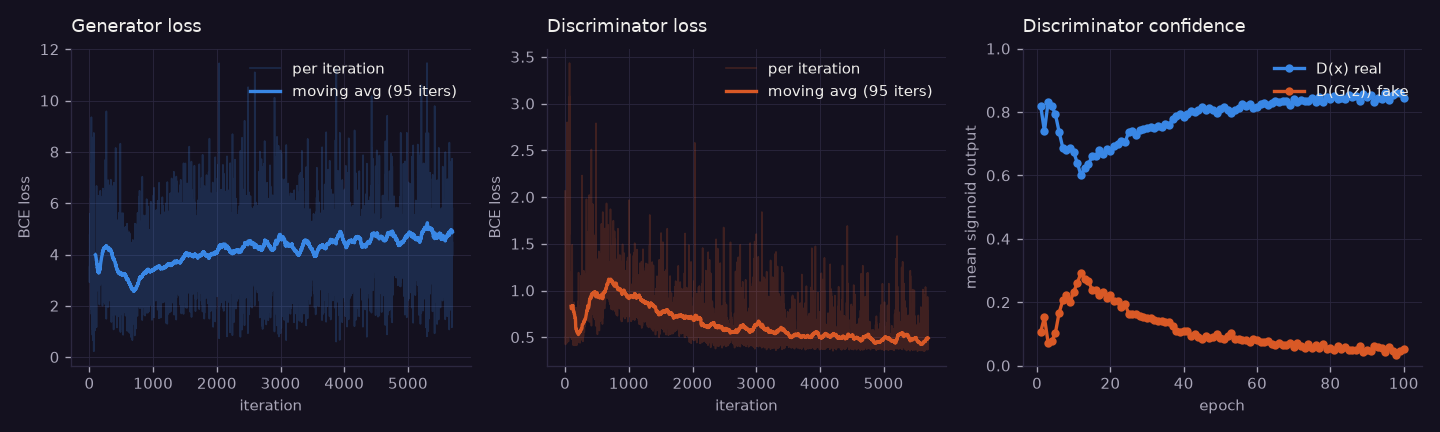 Generator loss
12
10
8
6
4
2
0
BCE loss
per iteration
moving avg (95 iters)
0 1000 2000 3000 4000 5000
iteration
Discriminator loss
3.5
3.0
2.5
2.0
1.5
1.0
0.5
BCE loss
per iteration
moving avg (95 iters)
0 1000 2000 3000 4000 5000
iteration
Discriminator confidence
1.0
0.8
0.6
0.4
0.2
0.0
mean sigmoid output
D(x) real
D(G(z)) fake
0 20 40 60 80 100
epoch